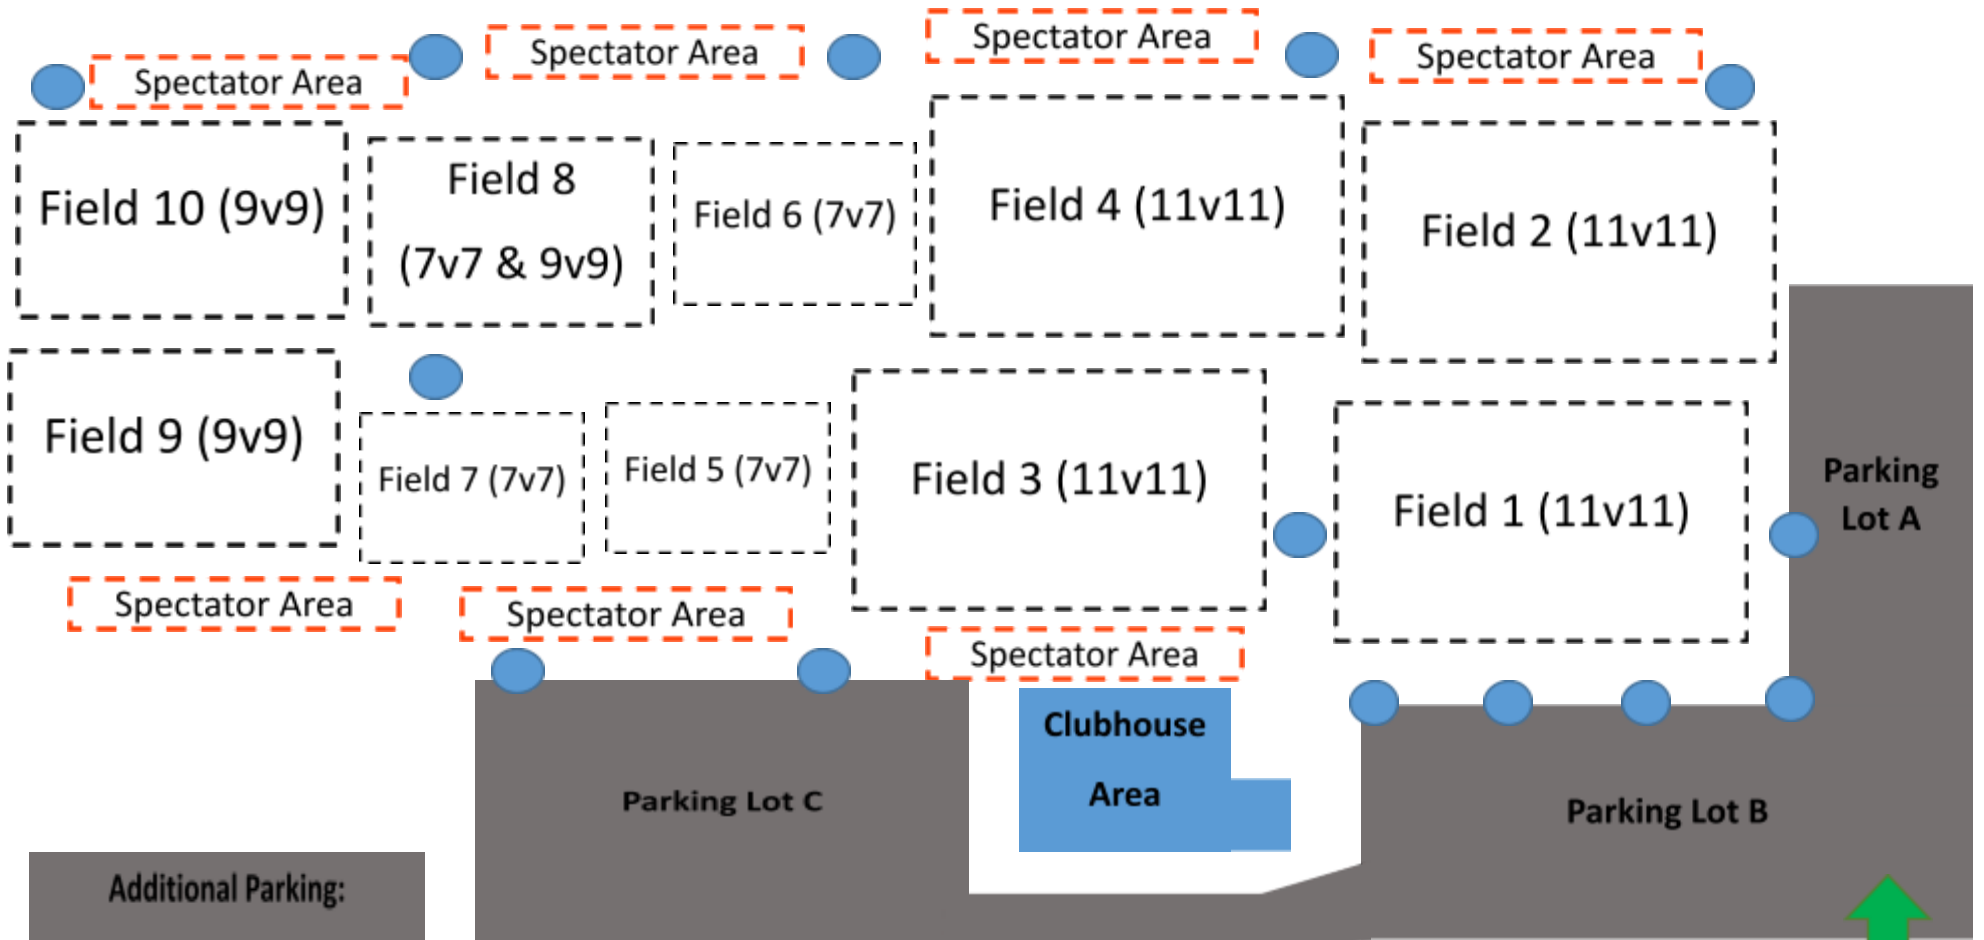 Spectator Area
Spectator Area
Spectator Area
Spectator Area
Field 10 (9v9)
Field 8
(7v7 & 9v9)
Field 6 (7v7)
Field 4 (11v11)
Field 2 (11v11)
Field 9 (9v9)
Field 7 (7v7)
Field 5 (7v7)
Field 3 (11v11)
Field 1 (11v11)
Parking
Lot A
Spectator Area
Spectator Area
Spectator Area
Clubhouse
Area
Parking Lot C
Parking Lot B
Additional Parking: